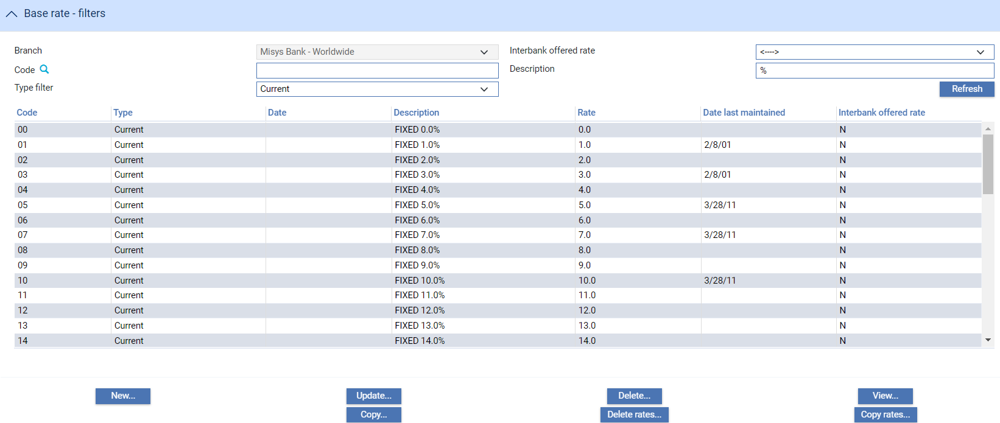 Base rate - filters
Branch Misys Bank - Worldwide Interbank offered rate <---->
Code Description %
Type filter Current Refresh
Code Type Date Description Rate Date last maintained Interbank offered rate
00 Current FIXED 0.0% 0.0 N
01 Current FIXED 1.0% 1.0 2/8/01 N
02 Current FIXED 2.0% 2.0 N
03 Current FIXED 3.0% 3.0 2/8/01 N
04 Current FIXED 4.0% 4.0 N
05 Current FIXED 5.0% 5.0 3/28/11 N
06 Current FIXED 6.0% 6.0 N
07 Current FIXED 7.0% 7.0 3/28/11 N
08 Current FIXED 8.0% 8.0 N
09 Current FIXED 9.0% 9.0 N
10 Current FIXED 10.0% 10.0 3/28/11 N
11 Current FIXED 11.0% 11.0 N
12 Current FIXED 12.0% 12.0 N
13 Current FIXED 13.0% 13.0 N
14 Current FIXED 14.0% 14.0 N
New... Update... Delete... View...
Copy... Delete rates... Copy rates...